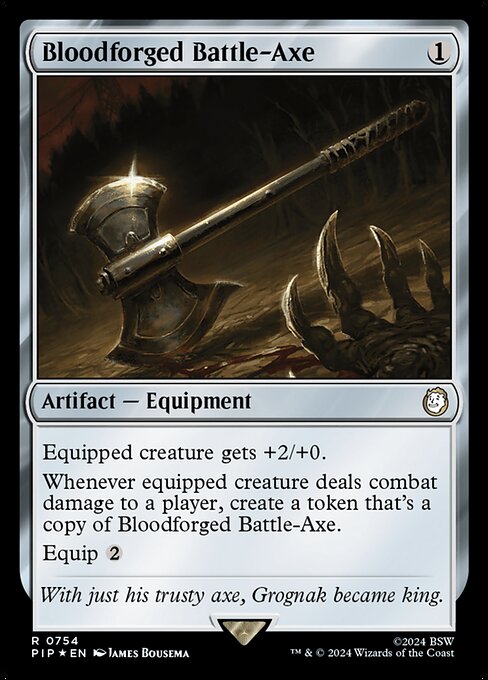 Bloodforged Battle-Axe 1
Artifact — Equipment
Equipped creature gets +2/+0.
Whenever equipped creature deals combat
damage to a player, create a token that's a
copy of Bloodforged Battle-Axe.
Equip 2
With just his trusty axe, Grognak became king.
R 0754 ©2024 BSW
PIP★EN James Bousema ™ & © 2024 Wizards of the Coast